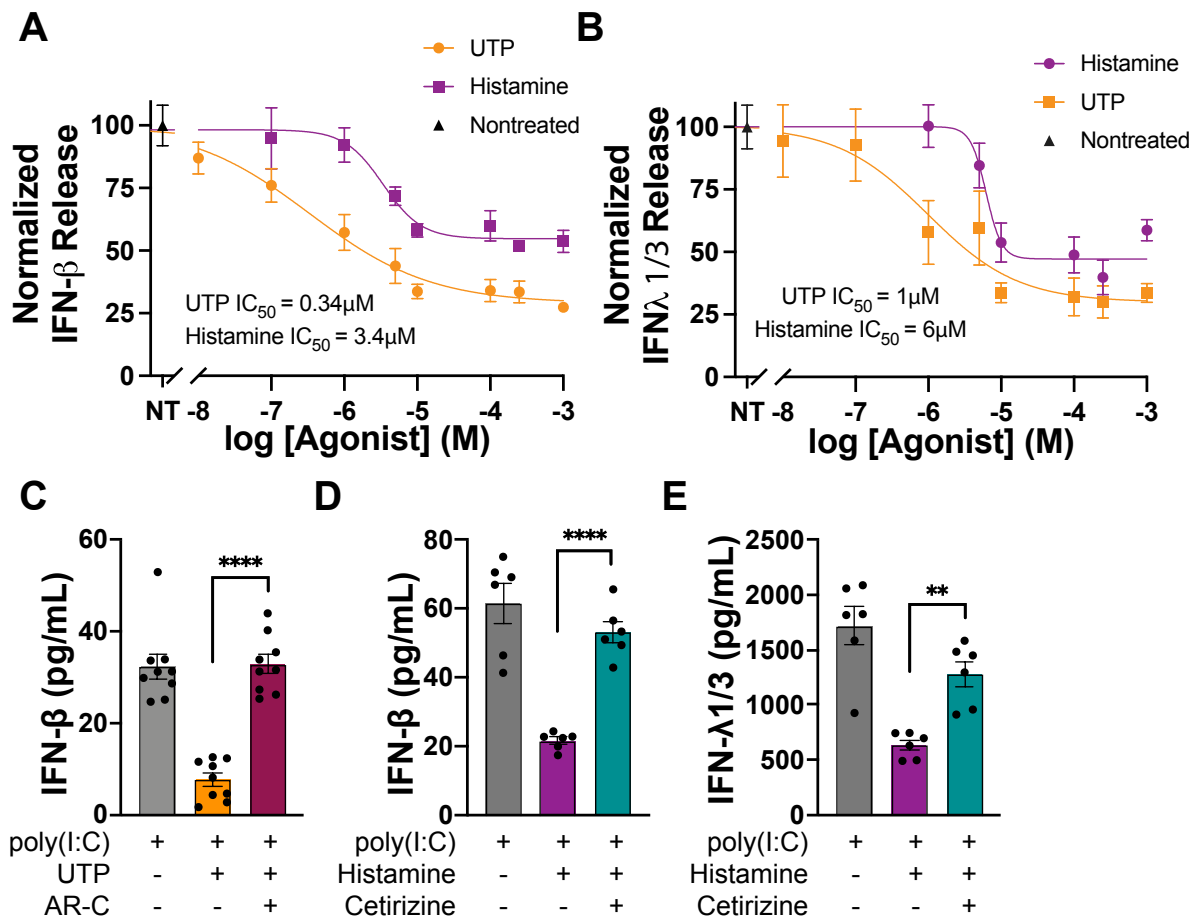 A
UTP
Histamine
Nontreated
Normalized
IFN-β Release
100
75
50
25
0
UTP IC50 = 0.34µM
Histamine IC50 = 3.4µM
NT -8 -7 -6 -5 -4 -3
log [Agonist] (M)
B
Histamine
UTP
Nontreated
Normalized
IFNλ 1/3 Release
100
75
50
25
0
UTP IC50 = 1µM
Histamine IC50 = 6µM
NT -8 -7 -6 -5 -4 -3
log [Agonist] (M)
C
IFN-β (pg/mL)
60
40
20
0
****
poly(I:C) + + +
UTP - + +
AR-C - - +
D
IFN-β (pg/mL)
80
60
40
20
0
****
poly(I:C) + + +
Histamine - + +
Cetirizine - - +
E
IFN-λ1/3 (pg/mL)
2500
2000
1500
1000
500
0
**
poly(I:C) + + +
Histamine - + +
Cetirizine - - +